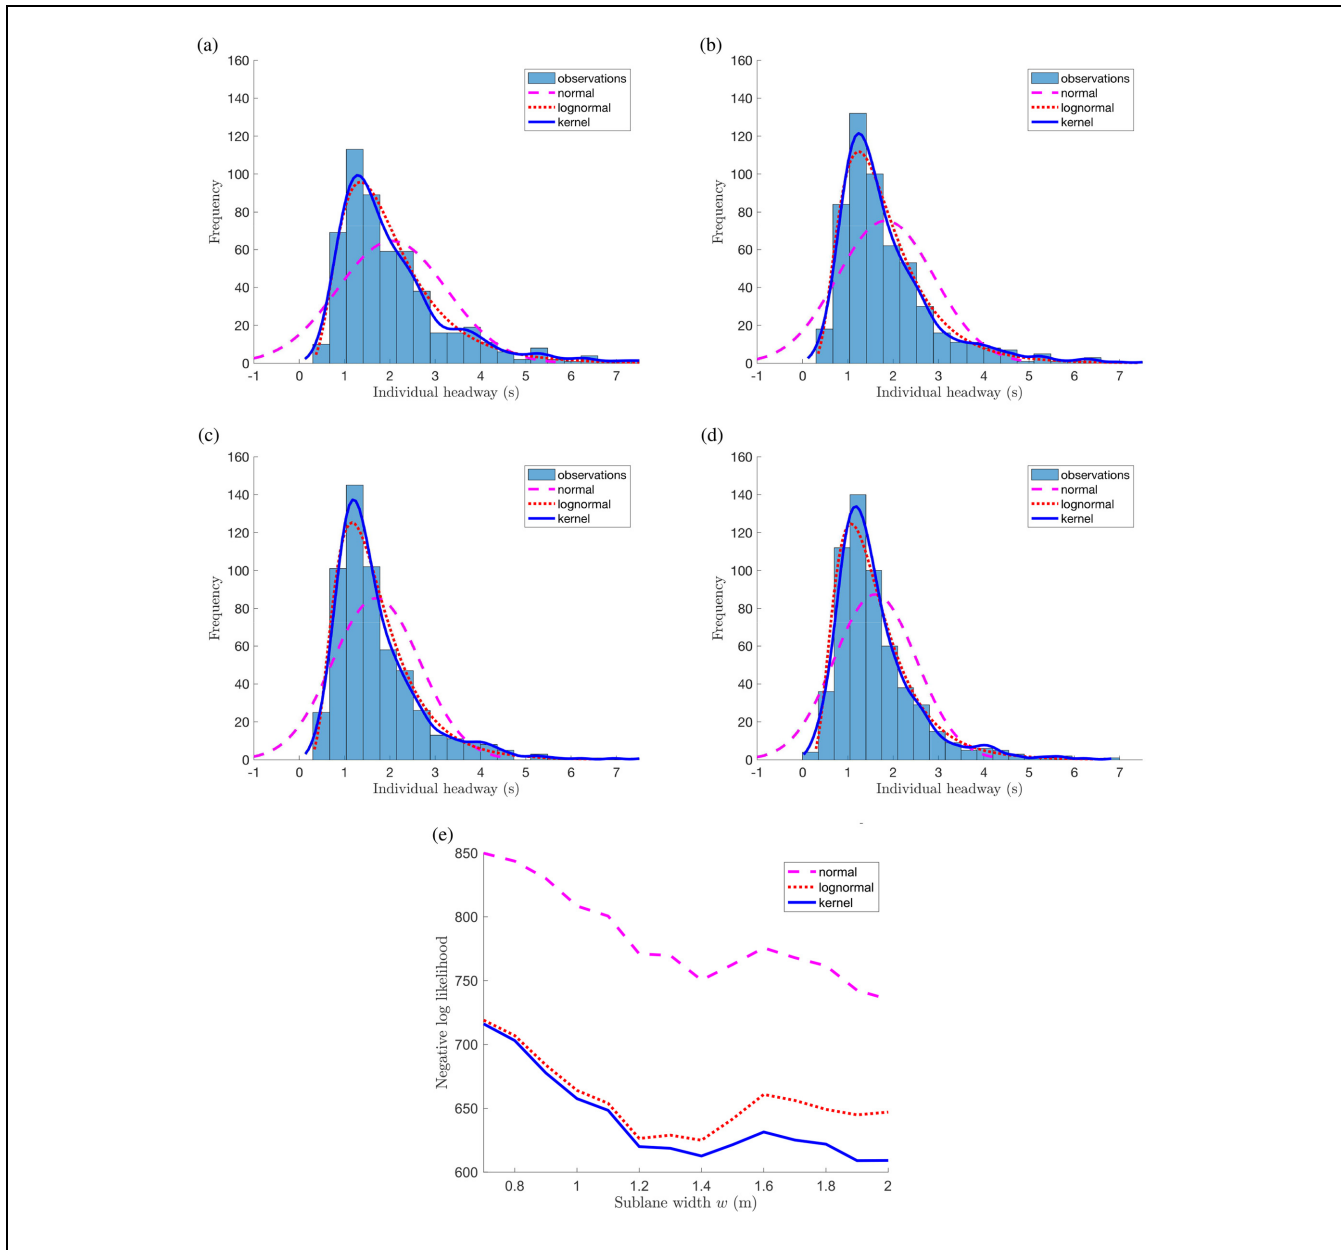 (a)
160
140
120
100
80
60
40
20
0
Frequency
-1 0 1 2 3 4 5 6 7
Individual headway (s)
observations
normal
lognormal
kernel
(b)
160
140
120
100
80
60
40
20
0
Frequency
-1 0 1 2 3 4 5 6 7
Individual headway (s)
observations
normal
lognormal
kernel
(c)
160
140
120
100
80
60
40
20
0
Frequency
-1 0 1 2 3 4 5 6 7
Individual headway (s)
observations
normal
lognormal
kernel
(d)
160
140
120
100
80
60
40
20
0
Frequency
-1 0 1 2 3 4 5 6 7
Individual headway (s)
observations
normal
lognormal
kernel
(e)
850
800
750
700
650
600
Negative log likelihood
0.8 1 1.2 1.4 1.6 1.8 2
Sublane width w (m)
normal
lognormal
kernel